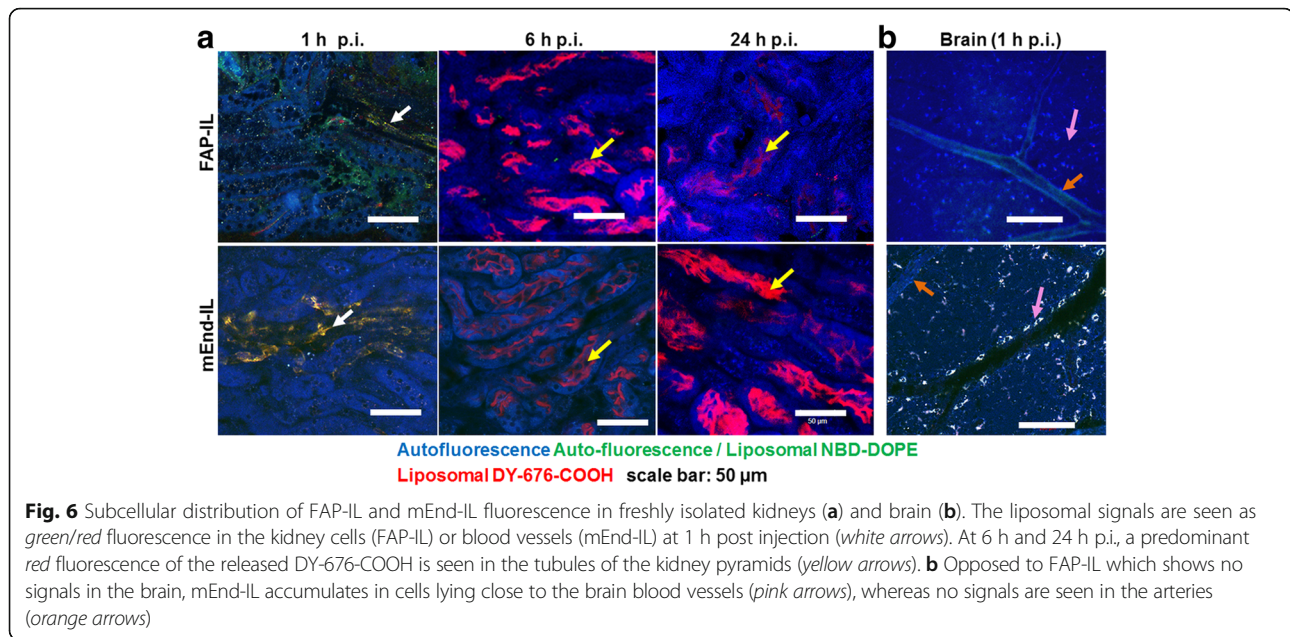 a
b
1 h p.i. 6 h p.i. 24 h p.i. Brain (1 h p.i.)
FAP-IL
mEnd-IL
50 µm
Autofluorescence Auto-fluorescence / Liposomal NBD-DOPE
Liposomal DY-676-COOH scale bar: 50 µm
Fig. 6 Subcellular distribution of FAP-IL and mEnd-IL fluorescence in freshly isolated kidneys (a) and brain (b). The liposomal signals are seen as
green/red fluorescence in the kidney cells (FAP-IL) or blood vessels (mEnd-IL) at 1 h post injection (white arrows). At 6 h and 24 h p.i., a predominant
red fluorescence of the released DY-676-COOH is seen in the tubules of the kidney pyramids (yellow arrows). b Opposed to FAP-IL which shows no
signals in the brain, mEnd-IL accumulates in cells lying close to the brain blood vessels (pink arrows), whereas no signals are seen in the arteries
(orange arrows)